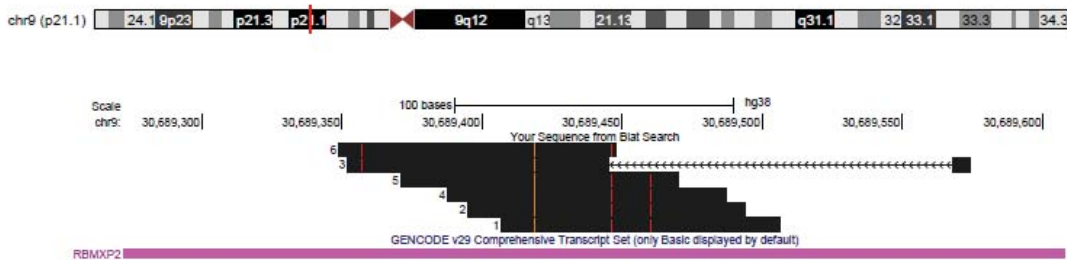 chr9 (p21.1) 24.1 9p23 p21.3 p21.1 9q12 q13 21.13 q31.1 32 33.1 33.3 34.3
Scale 100 bases hg38
chr9: 30,689,300 30,689,350 30,689,400 30,689,450 30,689,500 30,689,550 30,689,600
Your Sequence from Blat Search
6
3
5
4
2
1
GENCODE v29 Comprehensive Transcript Set (only Basic displayed by default)
RBMXP2